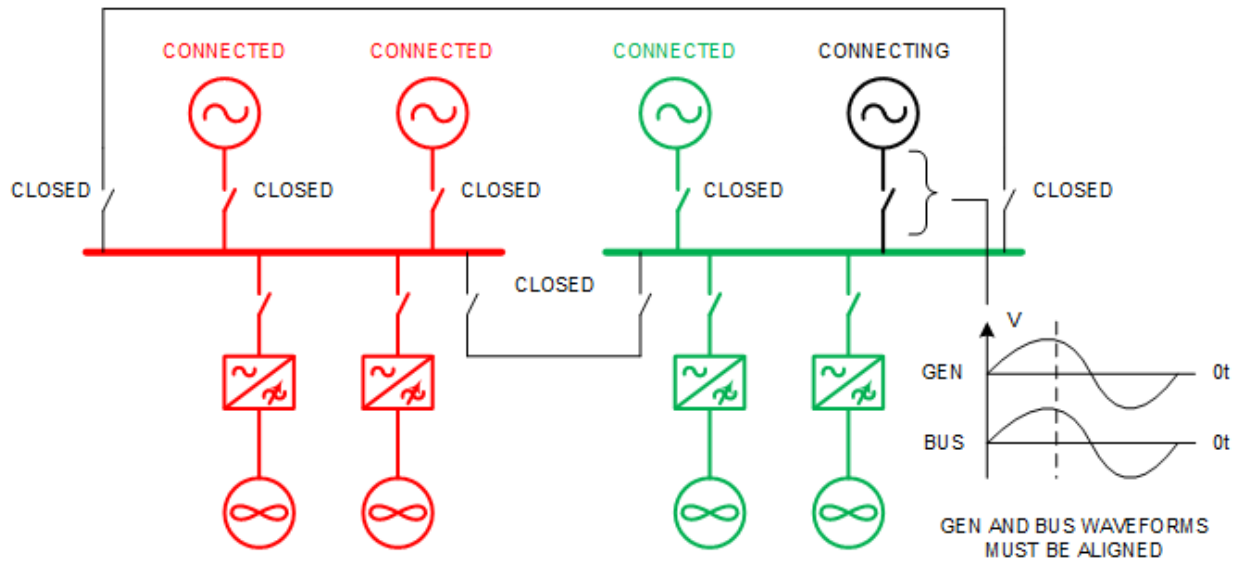 CONNECTED
CONNECTED
CONNECTED
CONNECTING
CLOSED
CLOSED
CLOSED
CLOSED
CLOSED
CLOSED
V
GEN
0t
BUS
0t
GEN AND BUS WAVEFORMS
MUST BE ALIGNED